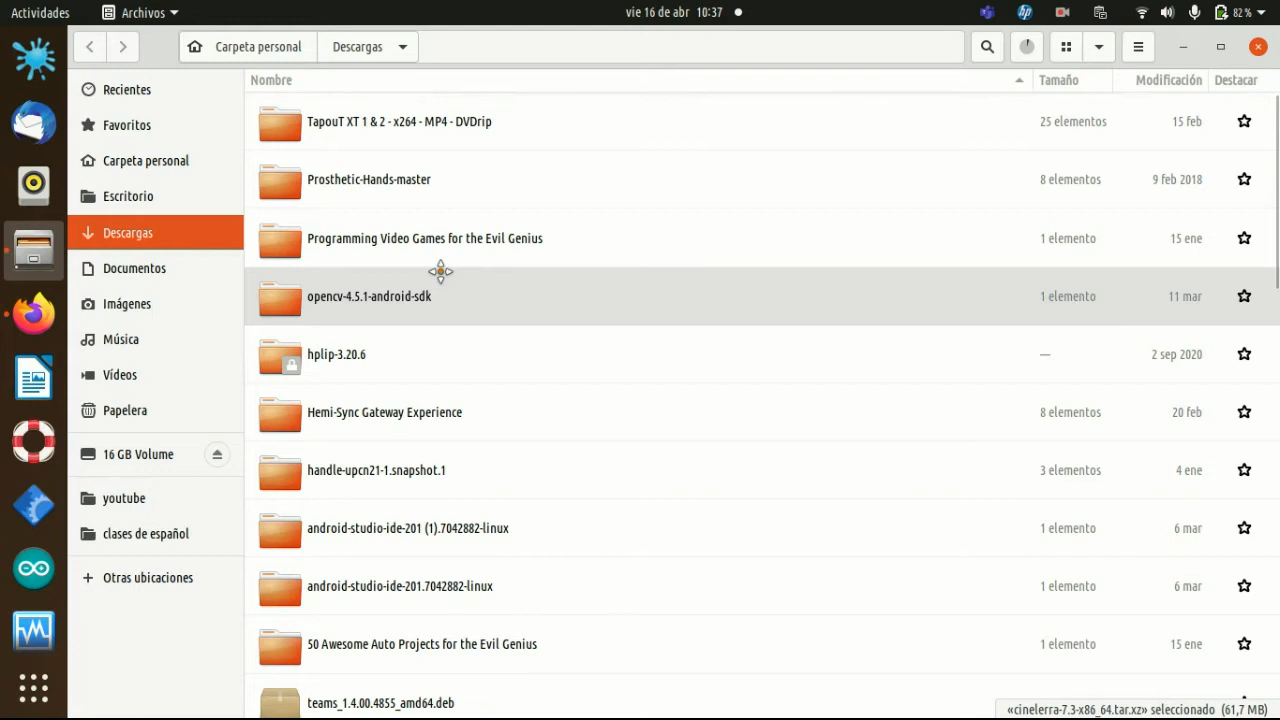 Actividades Archivos vie 16 de abr 10:37 82 %
Carpeta personal Descargas
Nombre Tamaño Modificación Destacar
Recientes
Favoritos
Carpeta personal
Escritorio
Descargas
Documentos
Imágenes
Música
Vídeos
Papelera
16 GB Volume
youtube
clases de español
+ Otras ubicaciones
TapouT XT 1 & 2 - x264 - MP4 - DVDrip 25 elementos 15 feb
Prosthetic-Hands-master 8 elementos 9 feb 2018
Programming Video Games for the Evil Genius 1 elemento 15 ene
opencv-4.5.1-android-sdk 1 elemento 11 mar
hplip-3.20.6 — 2 sep 2020
Hemi-Sync Gateway Experience 8 elementos 20 feb
handle-upcn21-1.snapshot.1 3 elementos 4 ene
android-studio-ide-201 (1).7042882-linux 1 elemento 6 mar
android-studio-ide-201.7042882-linux 1 elemento 6 mar
50 Awesome Auto Projects for the Evil Genius 1 elemento 15 ene
teams_1.4.00.4855_amd64.deb
«cinelerra-7.3-x86_64.tar.xz» seleccionado (61,7 MB)